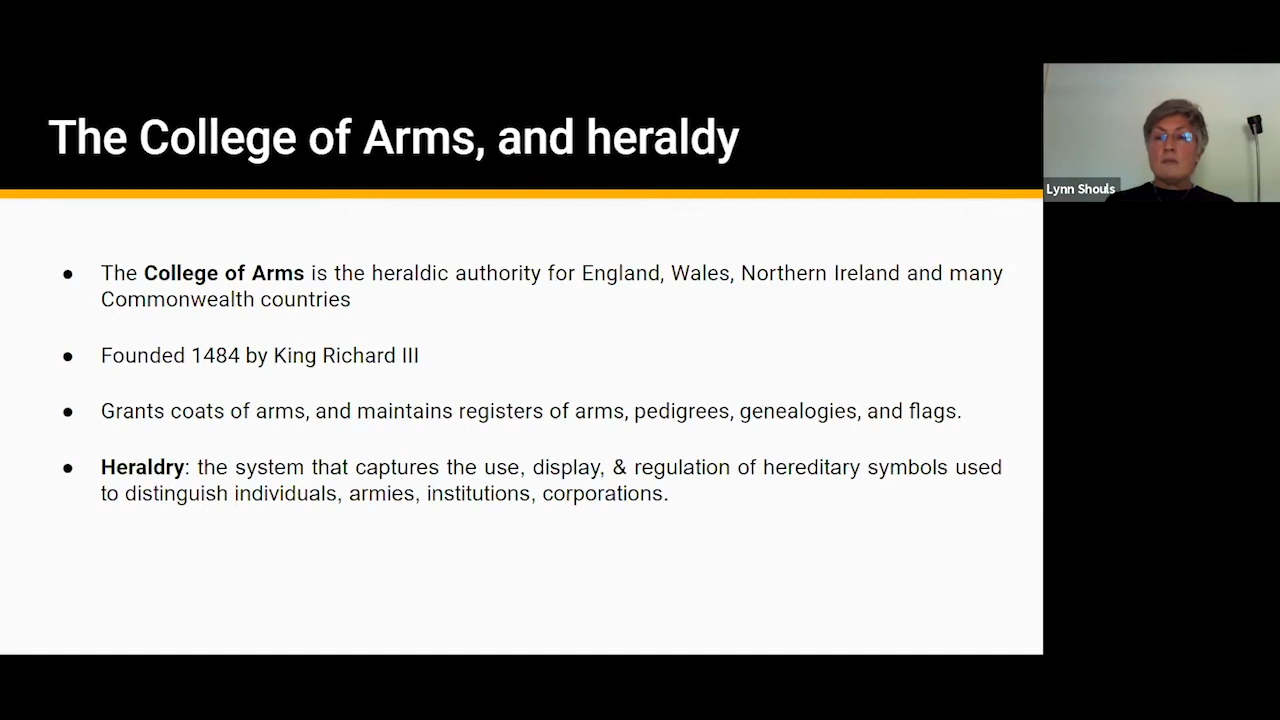 The College of Arms, and heraldy
Lynn Shouls
● The College of Arms is the heraldic authority for England, Wales, Northern Ireland and many
Commonwealth countries
● Founded 1484 by King Richard III
● Grants coats of arms, and maintains registers of arms, pedigrees, genealogies, and flags.
● Heraldry: the system that captures the use, display, & regulation of hereditary symbols used
to distinguish individuals, armies, institutions, corporations.